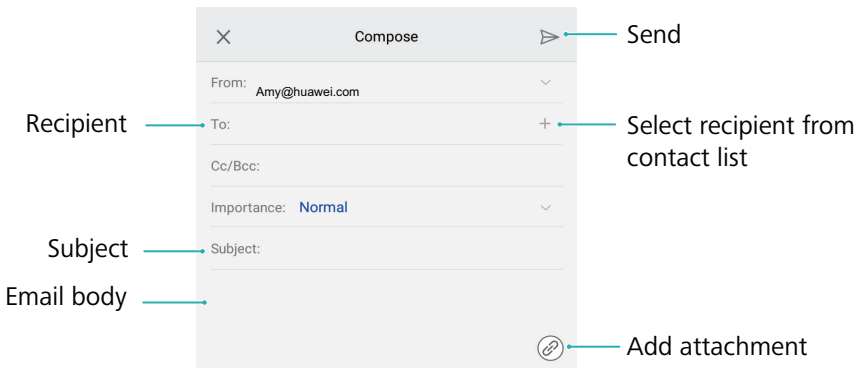 Compose
Send
From: Amy@huawei.com
Recipient
To:
Select recipient from
contact list
Cc/Bcc:
Importance: Normal
Subject
Subject:
Email body
Add attachment